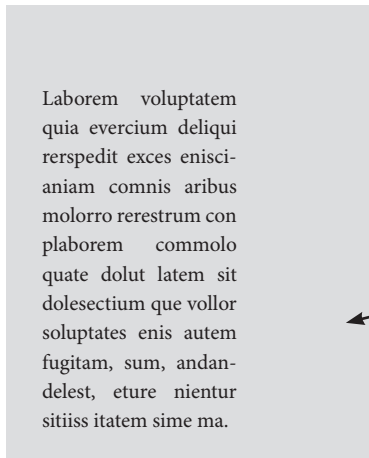 Laborem voluptatem
quia evercium deliqui
rerspedit exces enisci-
aniam comnis aribus
molorro rerestrum con
plaborem commolo
quate dolut latem sit
dolesectium que vollor
soluptates enis autem
fugitam, sum, andan-
delest, eture nientur
sitiiss itatem sime ma.